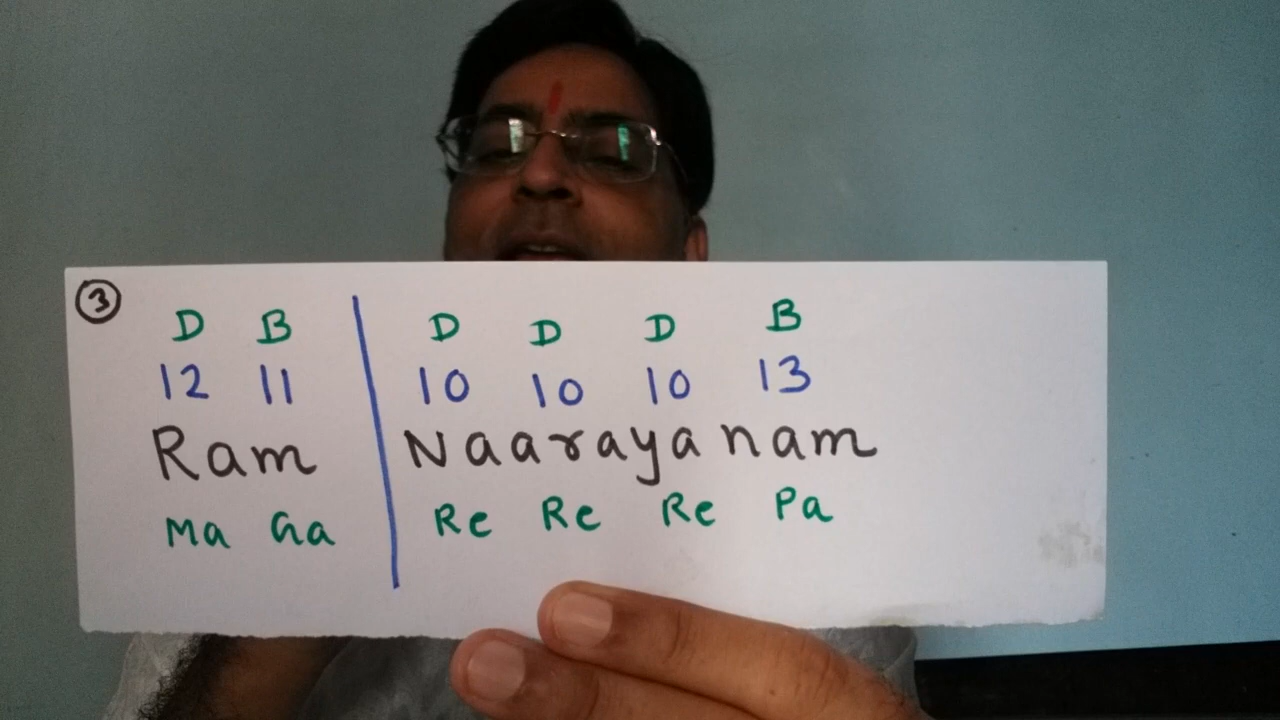 ③
D B | D D D B
12 11 | 10 10 10 13
Ram | Naarayanam
Ma Ga | Re Re Re Pa